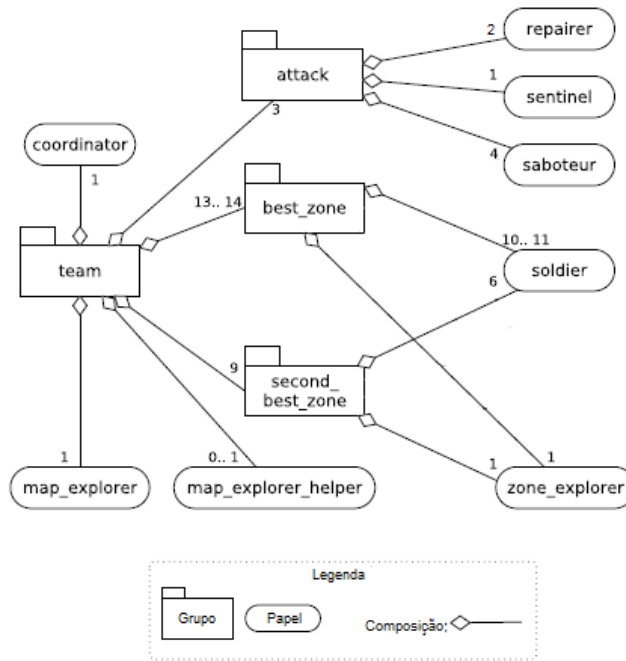 2
repairer
attack
1
sentinel
3
coordinator
4
saboteur
1
13.. 14
best_zone
10.. 11
team
soldier
6
9
second_
best_zone
1
0.. 1
1
1
map_explorer
map_explorer_helper
zone_explorer
Legenda
Grupo
Papel
Composição: